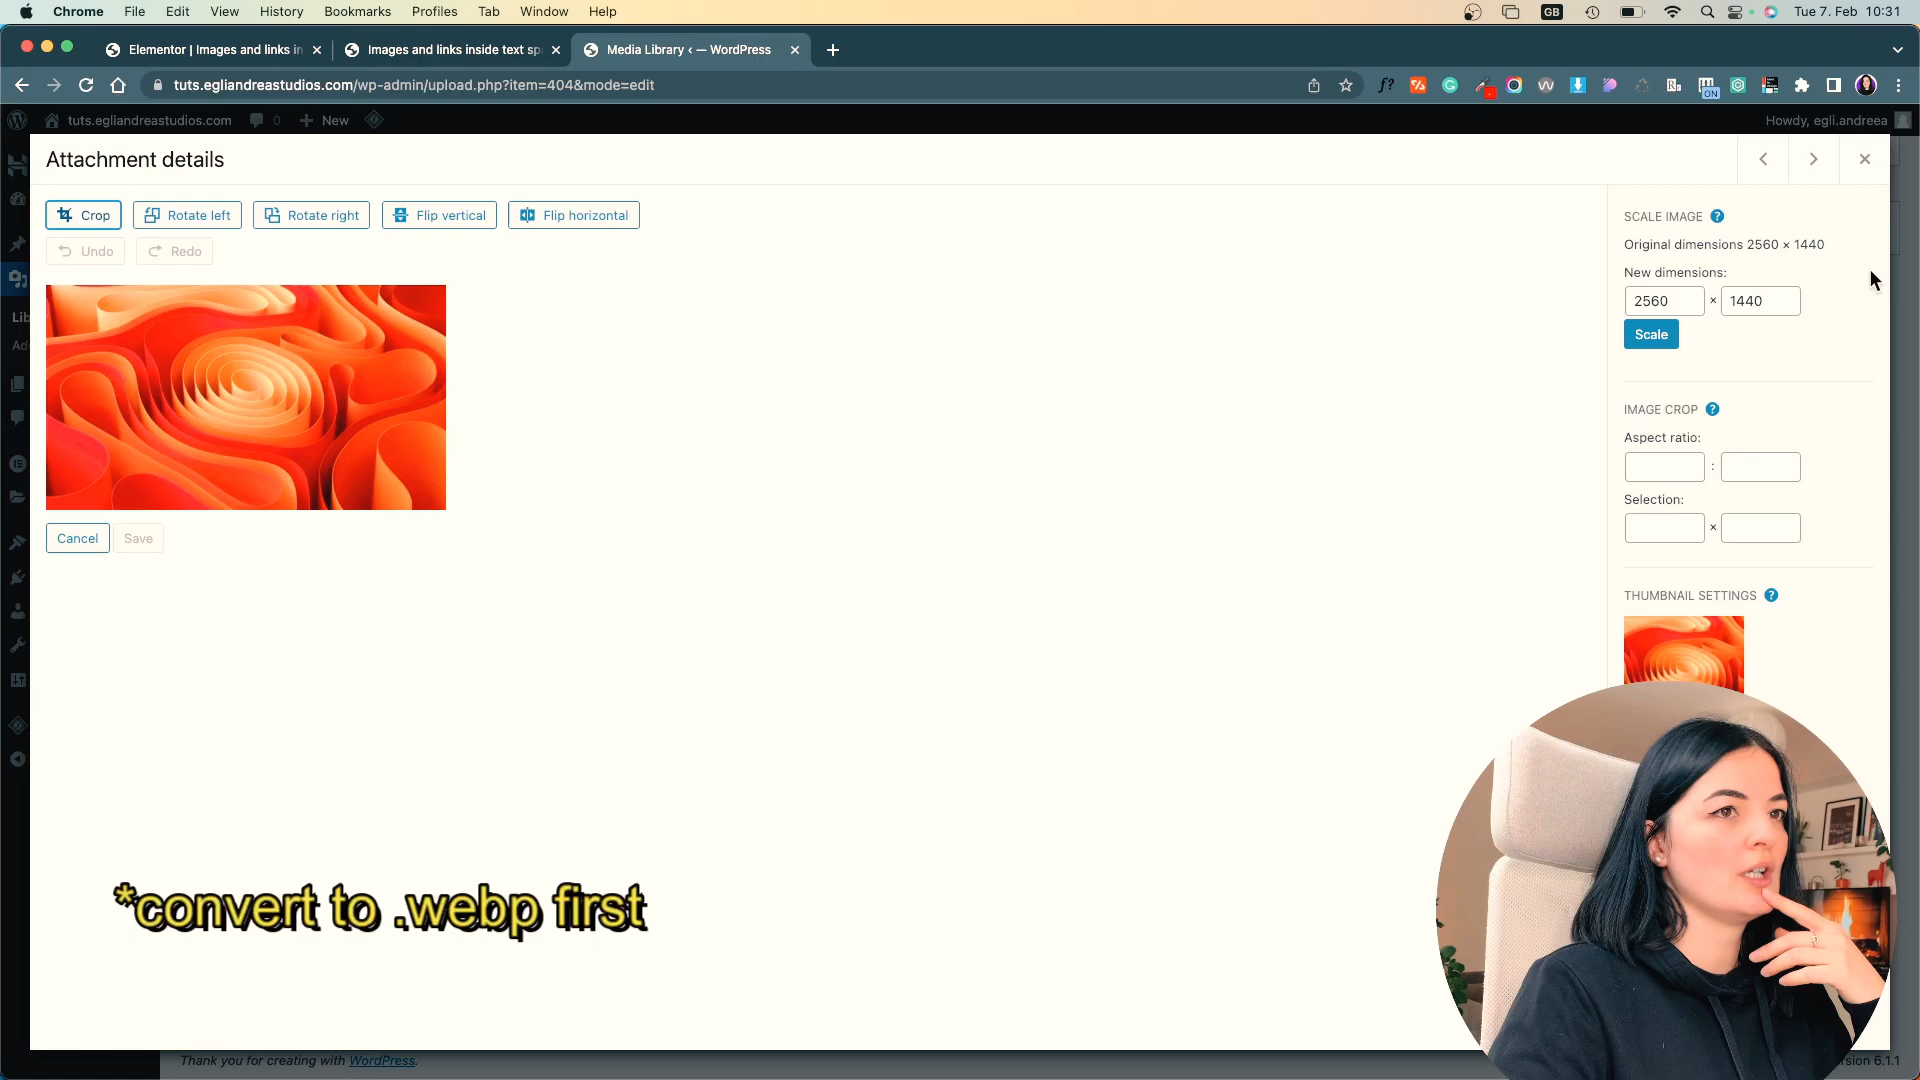 Chrome File Edit View History Bookmarks Profiles Tab Window Help
GB
Tue 7. Feb 10:31
Elementor | Images and links in
Images and links inside text sp
Media Library ‹ — WordPress
tuts.egliandreastudios.com/wp-admin/upload.php?item=404&mode=edit
ON
tuts.egliandreastudios.com 0 New
Howdy, egli.andreea
Attachment details
Crop Rotate left Rotate right Flip vertical Flip horizontal
Undo Redo
Cancel Save
SCALE IMAGE ?
Original dimensions 2560 × 1440
New dimensions:
2560 × 1440
Scale
IMAGE CROP ?
Aspect ratio:
:
Selection:
×
THUMBNAIL SETTINGS ?
Lib
Ad
*convert to .webp first
Thank you for creating with WordPress.
rsion 6.1.1